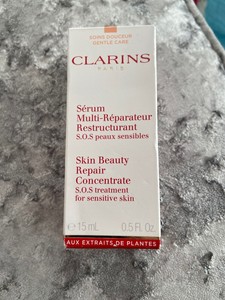 SOINS DOUCEUR
GENTLE CARE
CLARINS
PARIS
Sérum
Multi-Réparateur
Restructurant
S.O.S peaux sensibles
Skin Beauty
Repair
Concentrate
S.O.S treatment
for sensitive skin
e 15 mL 0.5 Fl. Oz.
AUX EXTRAITS DE PLANTES